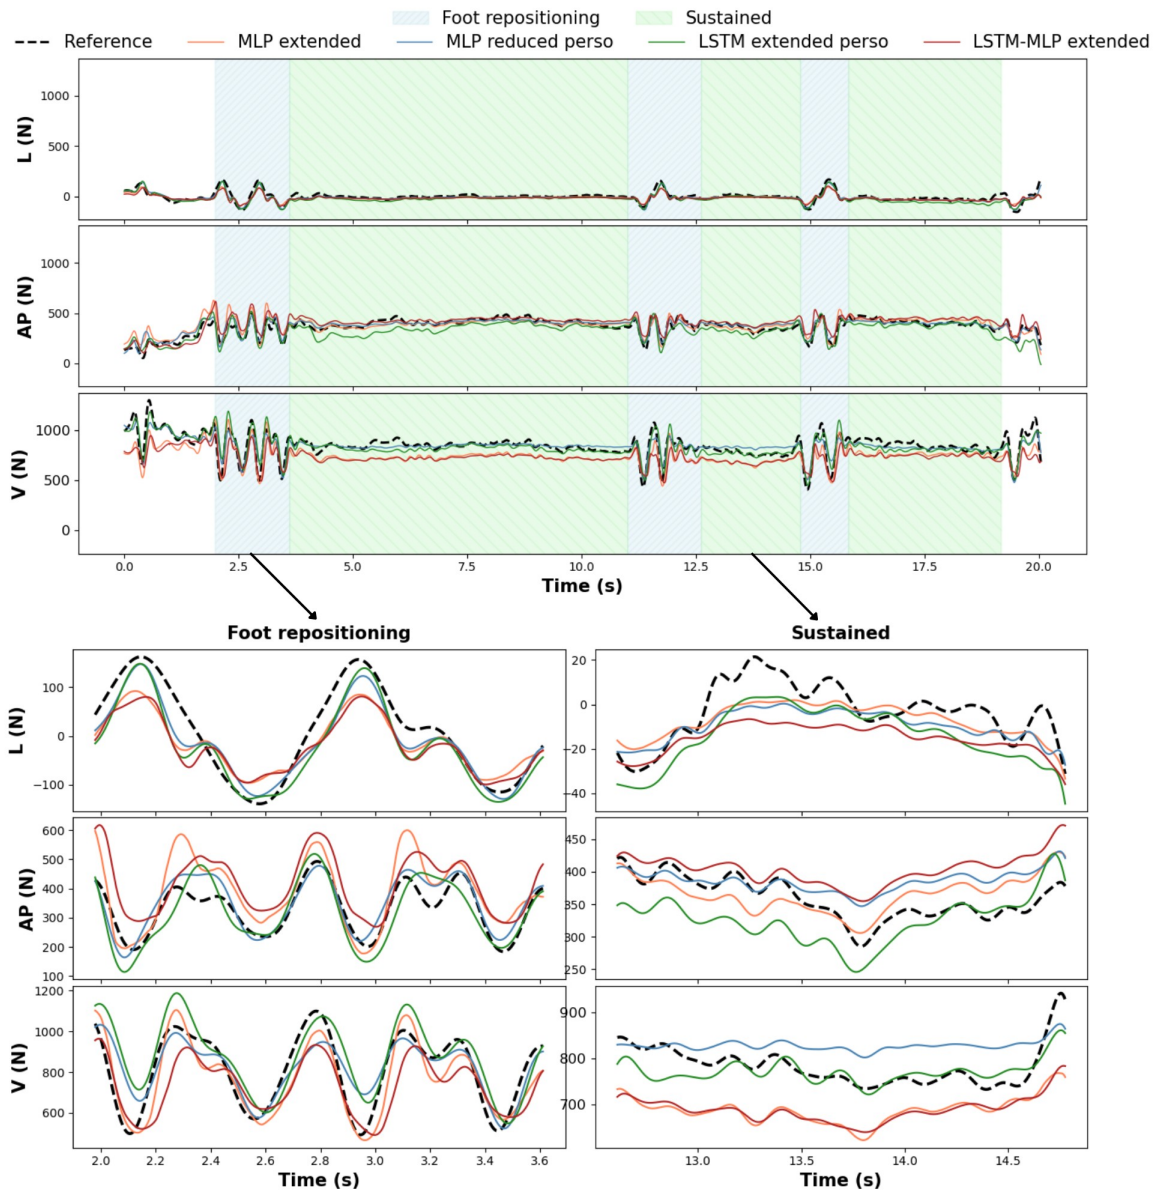 Foot repositioning Sustained
Reference MLP extended MLP reduced perso LSTM extended perso LSTM-MLP extended
1000
500
0
L (N)
1000
500
0
AP (N)
1000
500
0
V (N)
0.0 2.5 5.0 7.5 10.0 12.5 15.0 17.5 20.0
Time (s)
Foot repositioning
100
0
−100
L (N)
600
500
400
300
200
100
AP (N)
1200
1000
800
600
V (N)
2.0 2.2 2.4 2.6 2.8 3.0 3.2 3.4 3.6
Time (s)
Sustained
20
0
−20
−40
450
400
350
300
250
900
800
700
13.0 13.5 14.0 14.5
Time (s)